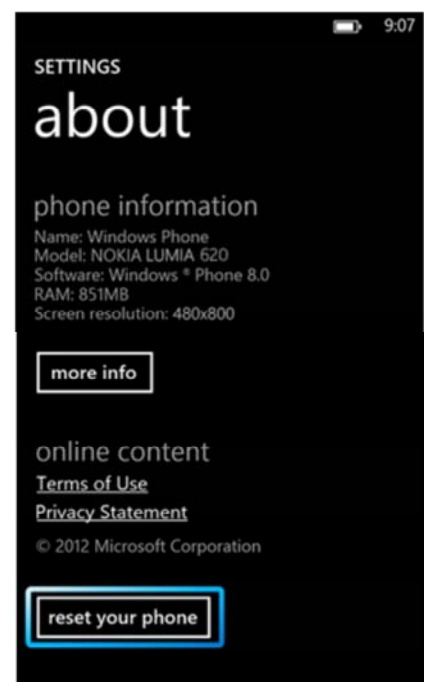 9:07
SETTINGS
about
phone information
Name: Windows Phone
Model: NOKIA LUMIA 620
Software: Windows ® Phone 8.0
RAM: 851MB
Screen resolution: 480x800
more info
online content
Terms of Use
Privacy Statement
© 2012 Microsoft Corporation
reset your phone